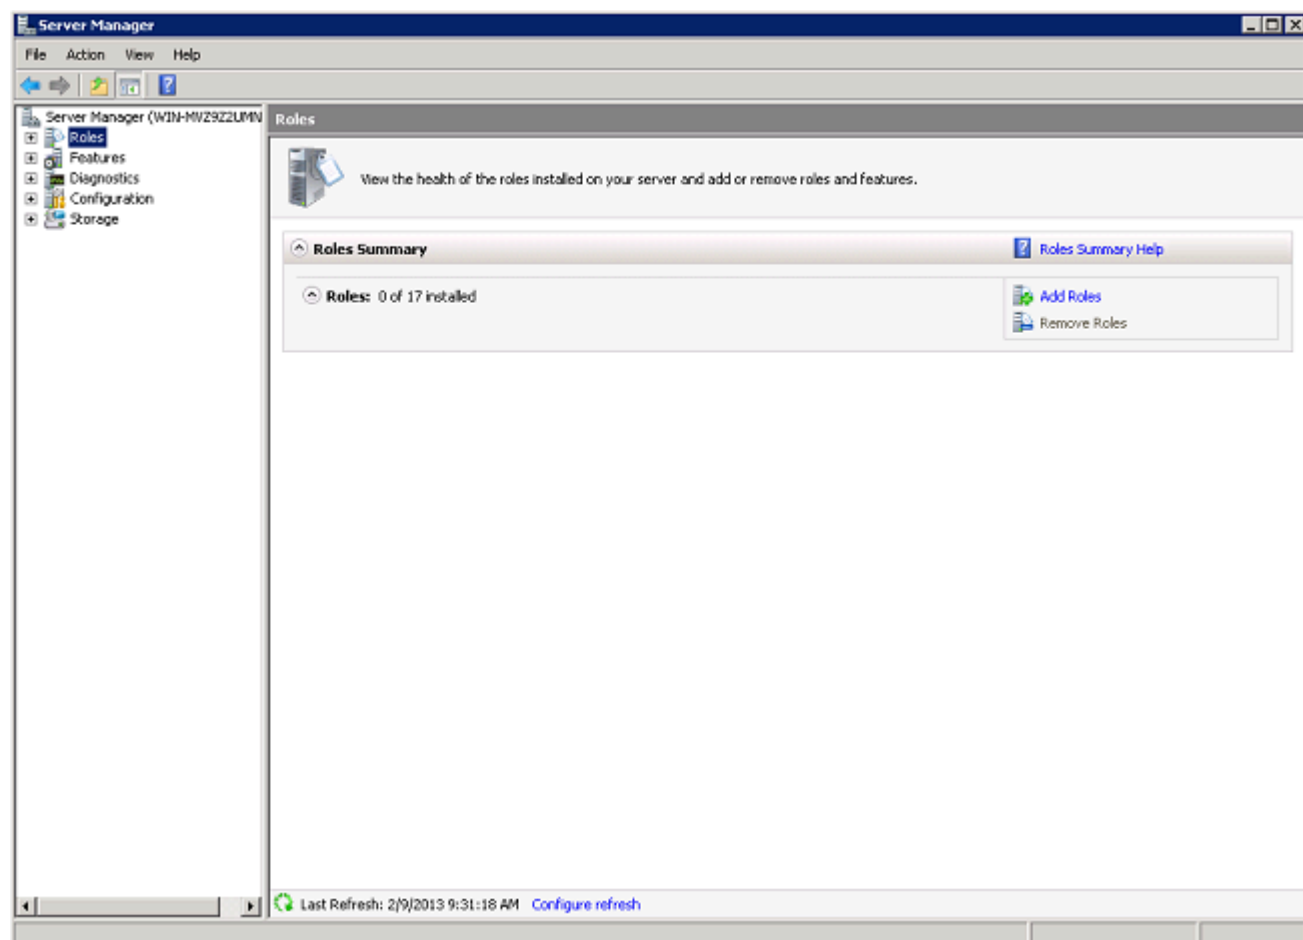 Server Manager
File Action View Help
Server Manager (WIN-MVZ9Z2UMN
Roles
Features
Diagnostics
Configuration
Storage
Roles
View the health of the roles installed on your server and add or remove roles and features.
Roles Summary
Roles Summary Help
Roles: 0 of 17 installed
Add Roles
Remove Roles
Last Refresh: 2/9/2013 9:31:18 AM Configure refresh